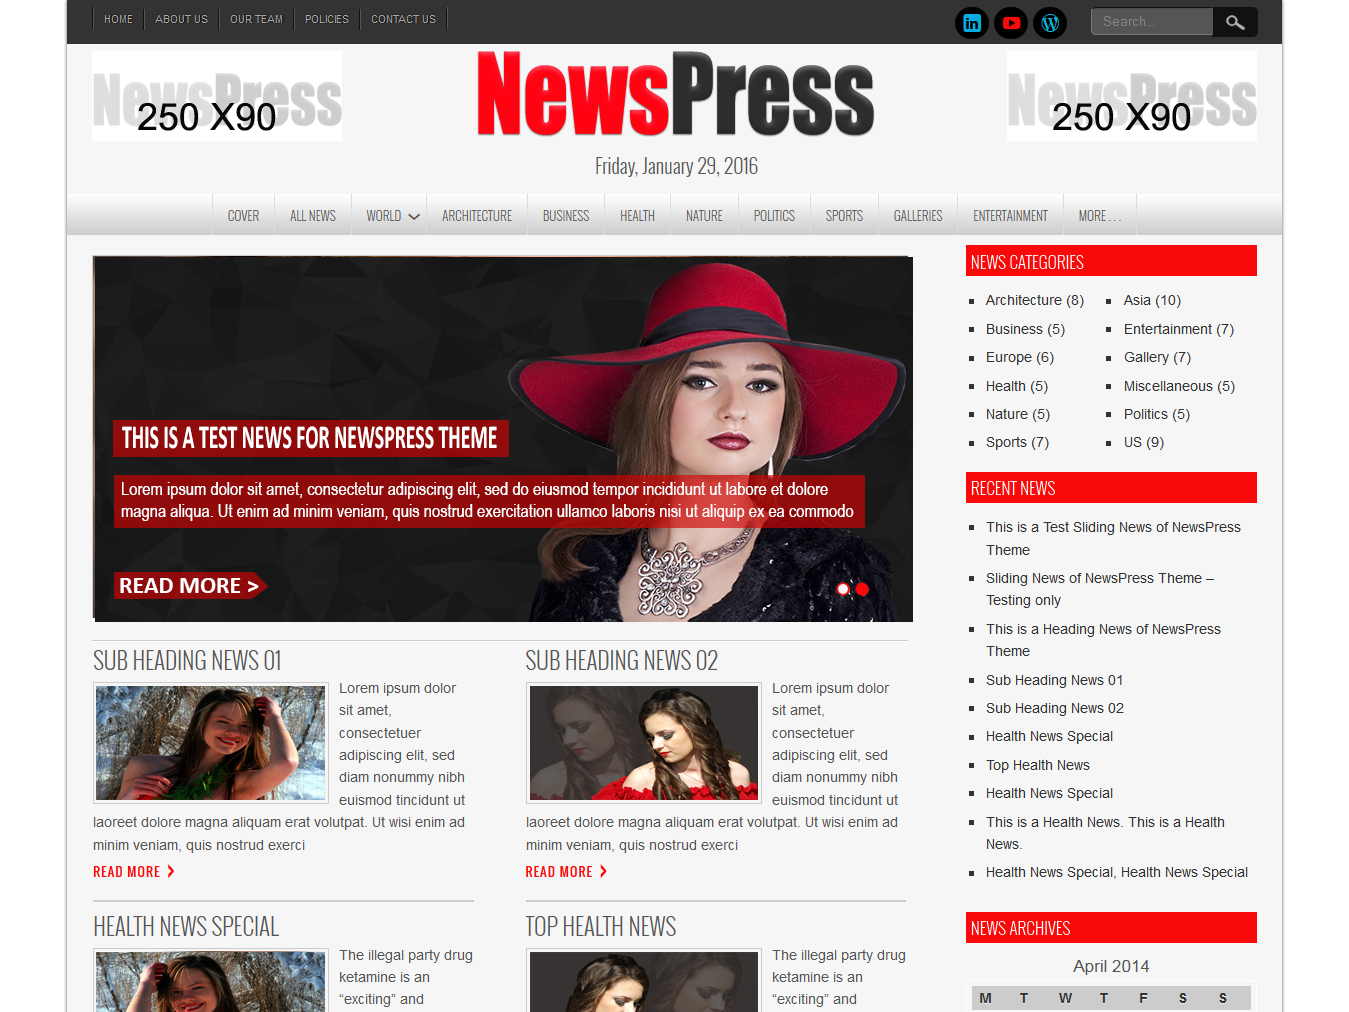 HOME ABOUT US OUR TEAM POLICIES CONTACT US
Search...
NewsPress
250 X90
NewsPress
NewsPress
250 X90
Friday, January 29, 2016
COVER ALL NEWS WORLD ARCHITECTURE BUSINESS HEALTH NATURE POLITICS SPORTS GALLERIES ENTERTAINMENT MORE . . .
THIS IS A TEST NEWS FOR NEWSPRESS THEME
Lorem ipsum dolor sit amet, consectetur adipiscing elit, sed do eiusmod tempor incididunt ut labore et dolore
magna aliqua. Ut enim ad minim veniam, quis nostrud exercitation ullamco laboris nisi ut aliquip ex ea commodo
READ MORE >
SUB HEADING NEWS 01
Lorem ipsum dolor
sit amet,
consectetuer
adipiscing elit, sed
diam nonummy nibh
euismod tincidunt ut
laoreet dolore magna aliquam erat volutpat. Ut wisi enim ad
minim veniam, quis nostrud exerci
READ MORE
SUB HEADING NEWS 02
Lorem ipsum dolor
sit amet,
consectetuer
adipiscing elit, sed
diam nonummy nibh
euismod tincidunt ut
laoreet dolore magna aliquam erat volutpat. Ut wisi enim ad
minim veniam, quis nostrud exerci
READ MORE
HEALTH NEWS SPECIAL
The illegal party drug
ketamine is an
“exciting” and
TOP HEALTH NEWS
The illegal party drug
ketamine is an
“exciting” and
NEWS CATEGORIES
Architecture (8) Asia (10)
Business (5) Entertainment (7)
Europe (6) Gallery (7)
Health (5) Miscellaneous (5)
Nature (5) Politics (5)
Sports (7) US (9)
RECENT NEWS
This is a Test Sliding News of NewsPress
Theme
Sliding News of NewsPress Theme –
Testing only
This is a Heading News of NewsPress
Theme
Sub Heading News 01
Sub Heading News 02
Health News Special
Top Health News
Health News Special
This is a Health News. This is a Health
News.
Health News Special, Health News Special
NEWS ARCHIVES
April 2014
M T W T F S S